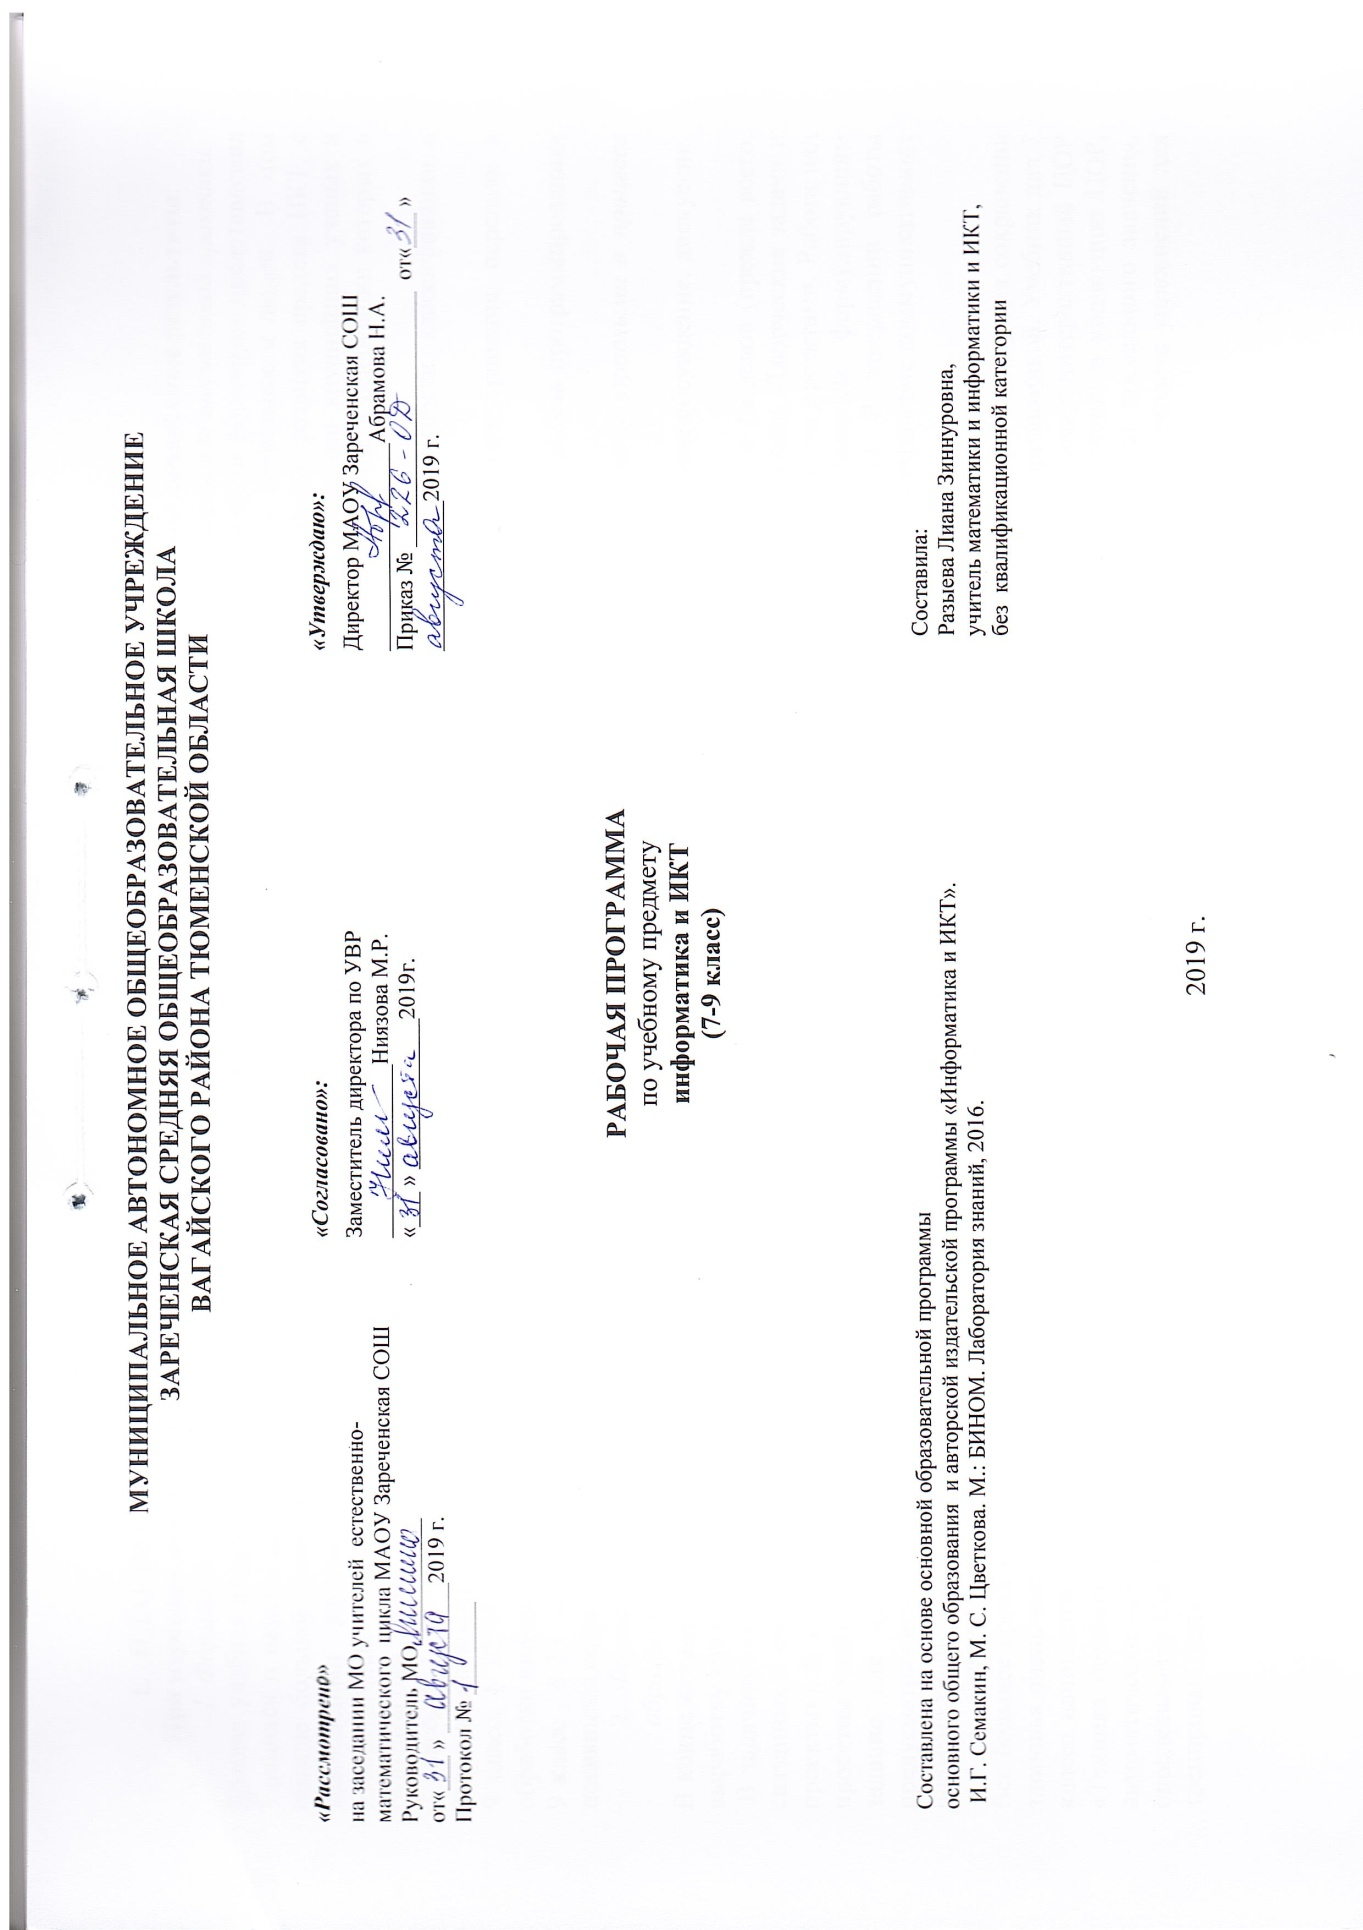 МУНИЦИПАЛЬНОЕ АВТОНОМНОЕ ОБЩЕОБРАЗОВАТЕЛЬНОЕ УЧРЕЖДЕНИЕ
ЗАРЕЧЕНСКАЯ СРЕДНЯЯ ОБЩЕОБРАЗОВАТЕЛЬНАЯ ШКОЛА
ВАГАЙСКОГО РАЙОНА ТЮМЕНСКОЙ ОБЛАСТИ
«Рассмотрено»
на заседании МО учителей естественно-
математического цикла МАОУ Зареченская СОШ
Руководитель МО
от« 31 » августа 2019 г.
Протокол № 1
«Согласовано»:
Заместитель директора по УВР
Ниязова М.Р.
« 31 » августа 2019г.
«Утверждаю»:
Директор МАОУ Зареченская СОШ
Абрамова Н.А.
Приказ № 226-ОД от« 31 »
августа 2019 г.
РАБОЧАЯ ПРОГРАММА
по учебному предмету
информатика и ИКТ
(7-9 класс)
Составлена на основе основной образовательной программы
основного общего образования и авторской издательской программы «Информатика и ИКТ».
И.Г. Семакин, М. С. Цветкова. М.: БИНОМ. Лаборатория знаний, 2016.
Составила:
Разыева Лиана Зиннуровна,
учитель математики и информатики и ИКТ,
без квалификационной категории
2019 г.